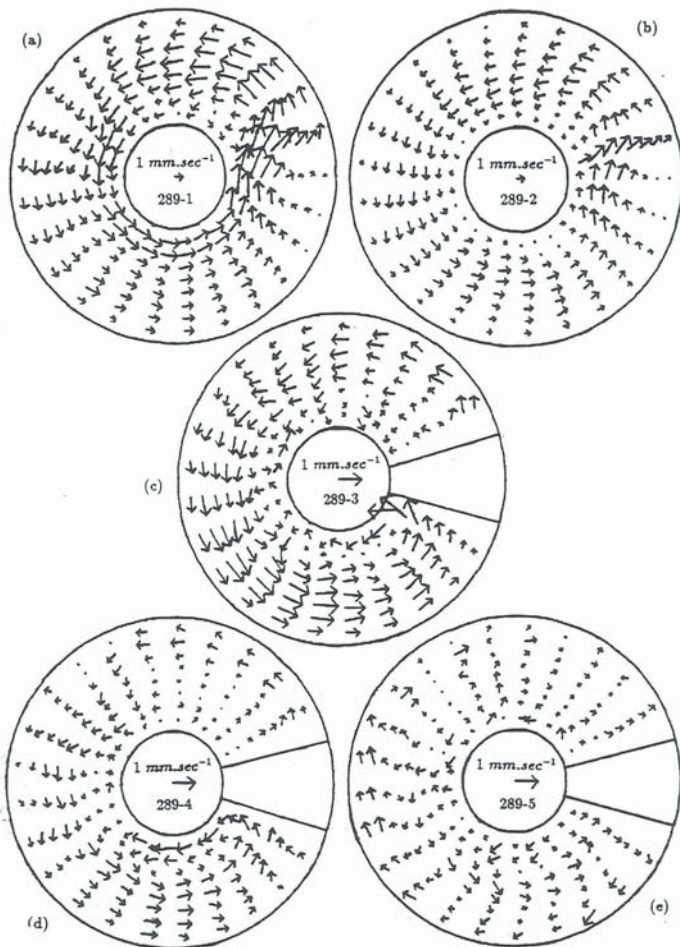 (a)
1 mm.sec⁻¹
289-1
(b)
1 mm.sec⁻¹
289-2
(c)
1 mm.sec⁻¹
289-3
(d)
1 mm.sec⁻¹
289-4
1 mm.sec⁻¹
289-5
(e)